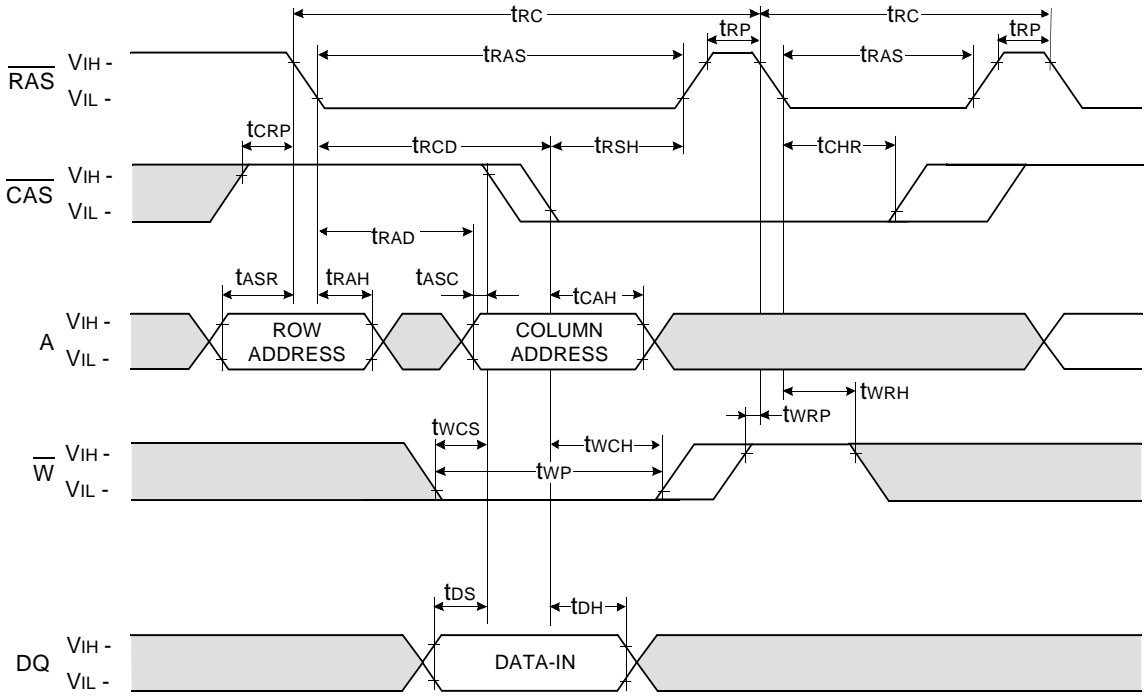 tRC tRC
tRP tRP
tRAS tRAS
RAS VIH -
VIL -
tCRP tRCD tRSH tCHR
CAS VIH -
VIL -
tRAD
tASR tRAH tASC tCAH
A VIH -
VIL -
ROW
ADDRESS
COLUMN
ADDRESS
tWRH
tWRP
tWCS tWCH
tWP
W VIH -
VIL -
tDS tDH
DQ VIH -
VIL -
DATA-IN